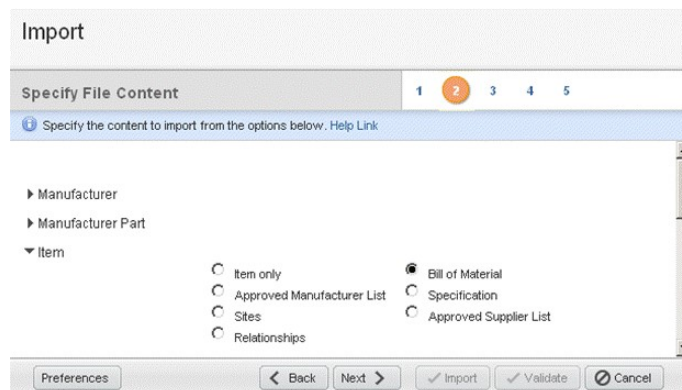 Import
Specify File Content 1 2 3 4 5
Specify the content to import from the options below. Help Link
Manufacturer
Manufacturer Part
Item
Item only Bill of Material
Approved Manufacturer List Specification
Sites Approved Supplier List
Relationships
Preferences Back Next Import Validate Cancel